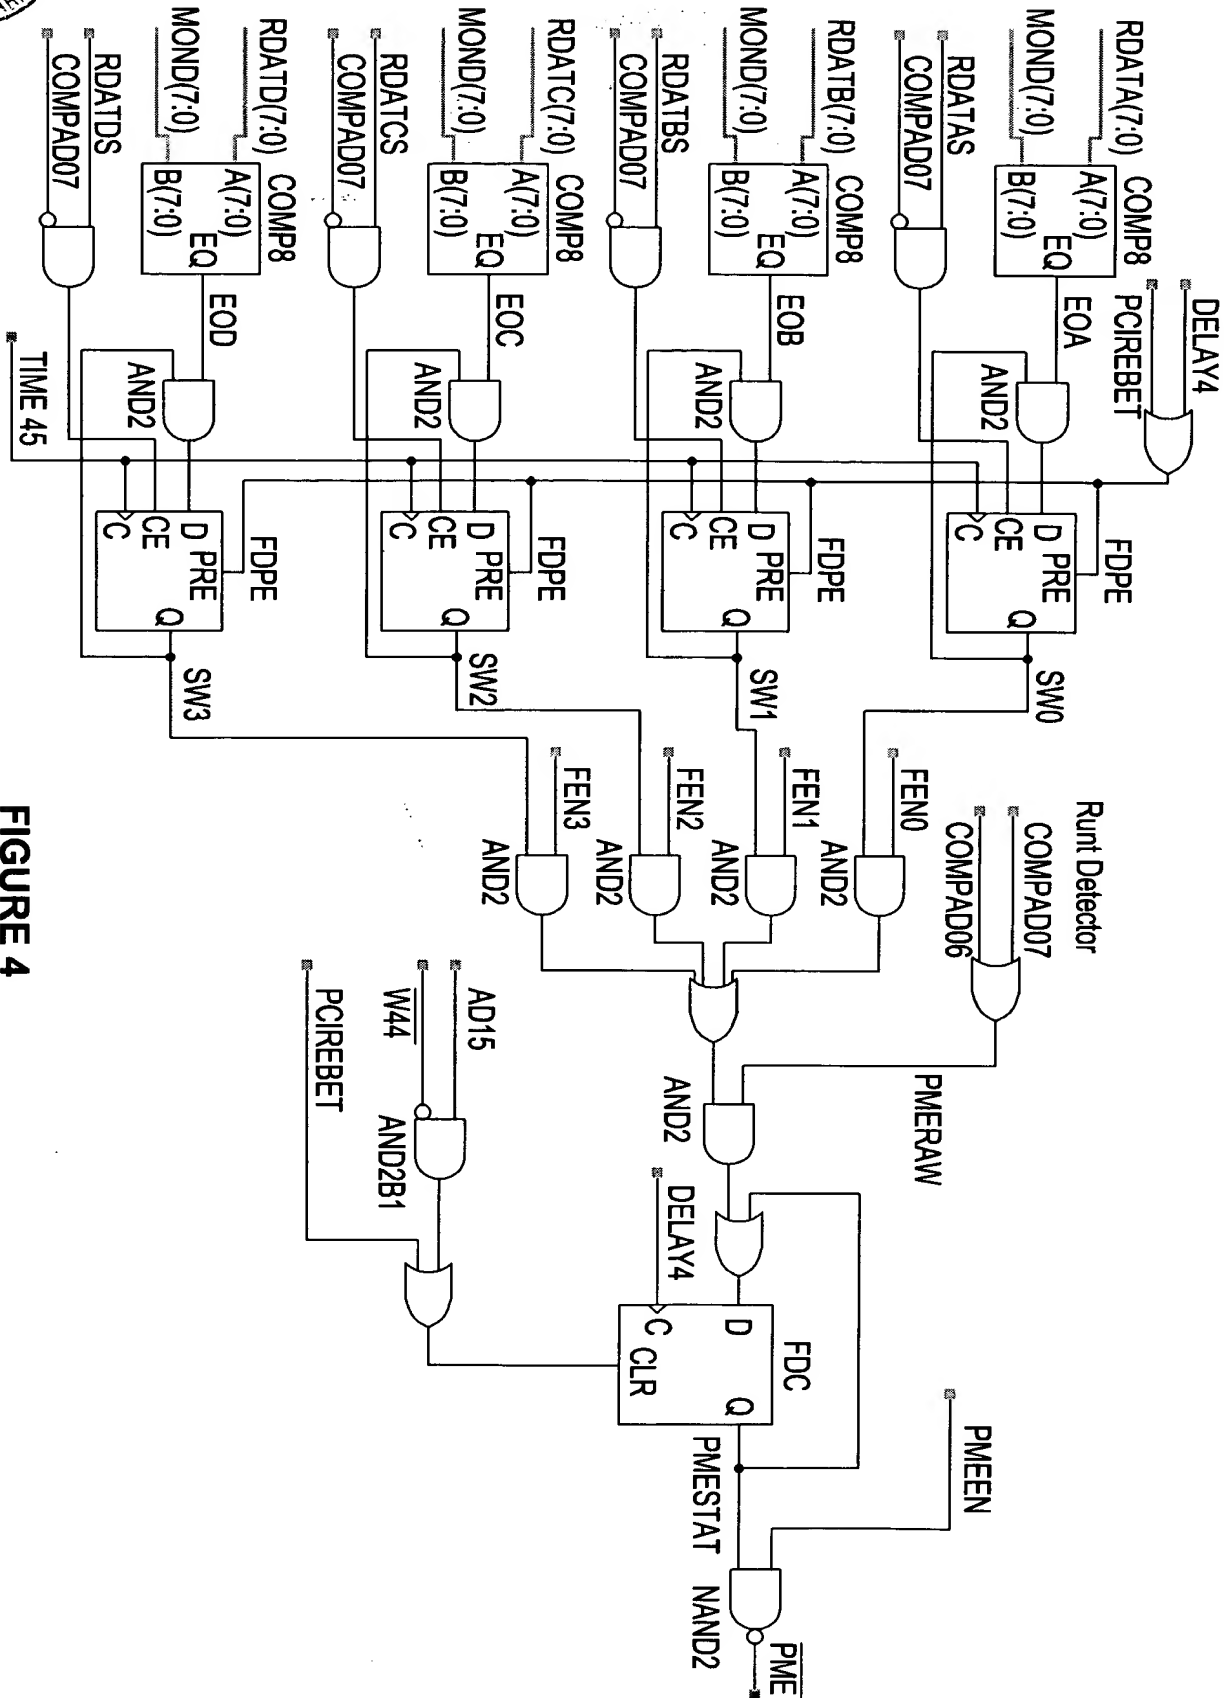 DELAY4
PCIREBET
RDATA(7:0)
MOND(7:0)
COMP8
A(7:0)
B(7:0)
EQ
EOA
RDATAS
COMPAD07
AND2
FDPE
PRE
D
CE
C
Q
SW0
RDATB(7:0)
MOND(7:0)
COMP8
A(7:0)
B(7:0)
EQ
EOB
RDATBS
COMPAD07
AND2
FDPE
PRE
D
CE
C
Q
SW1
RDATC(7:0)
MOND(7:0)
COMP8
A(7:0)
B(7:0)
EQ
EOC
RDATCS
COMPAD07
AND2
FDPE
PRE
D
CE
C
Q
SW2
RDATD(7:0)
MOND(7:0)
COMP8
A(7:0)
B(7:0)
EQ
EOD
RDATDS
COMPAD07
AND2
FDPE
PRE
D
CE
C
Q
SW3
TIME 45
Runt Detector
COMPAD07
COMPAD06
PMERAW
FEN0
AND2
FEN1
AND2
FEN2
AND2
FEN3
AND2
AND2
AD15
W44
AND2B1
PCIREBET
DELAY4
FDC
D
C
CLR
Q
PMESTAT
PMEEN
NAND2
PME
FIGURE 4